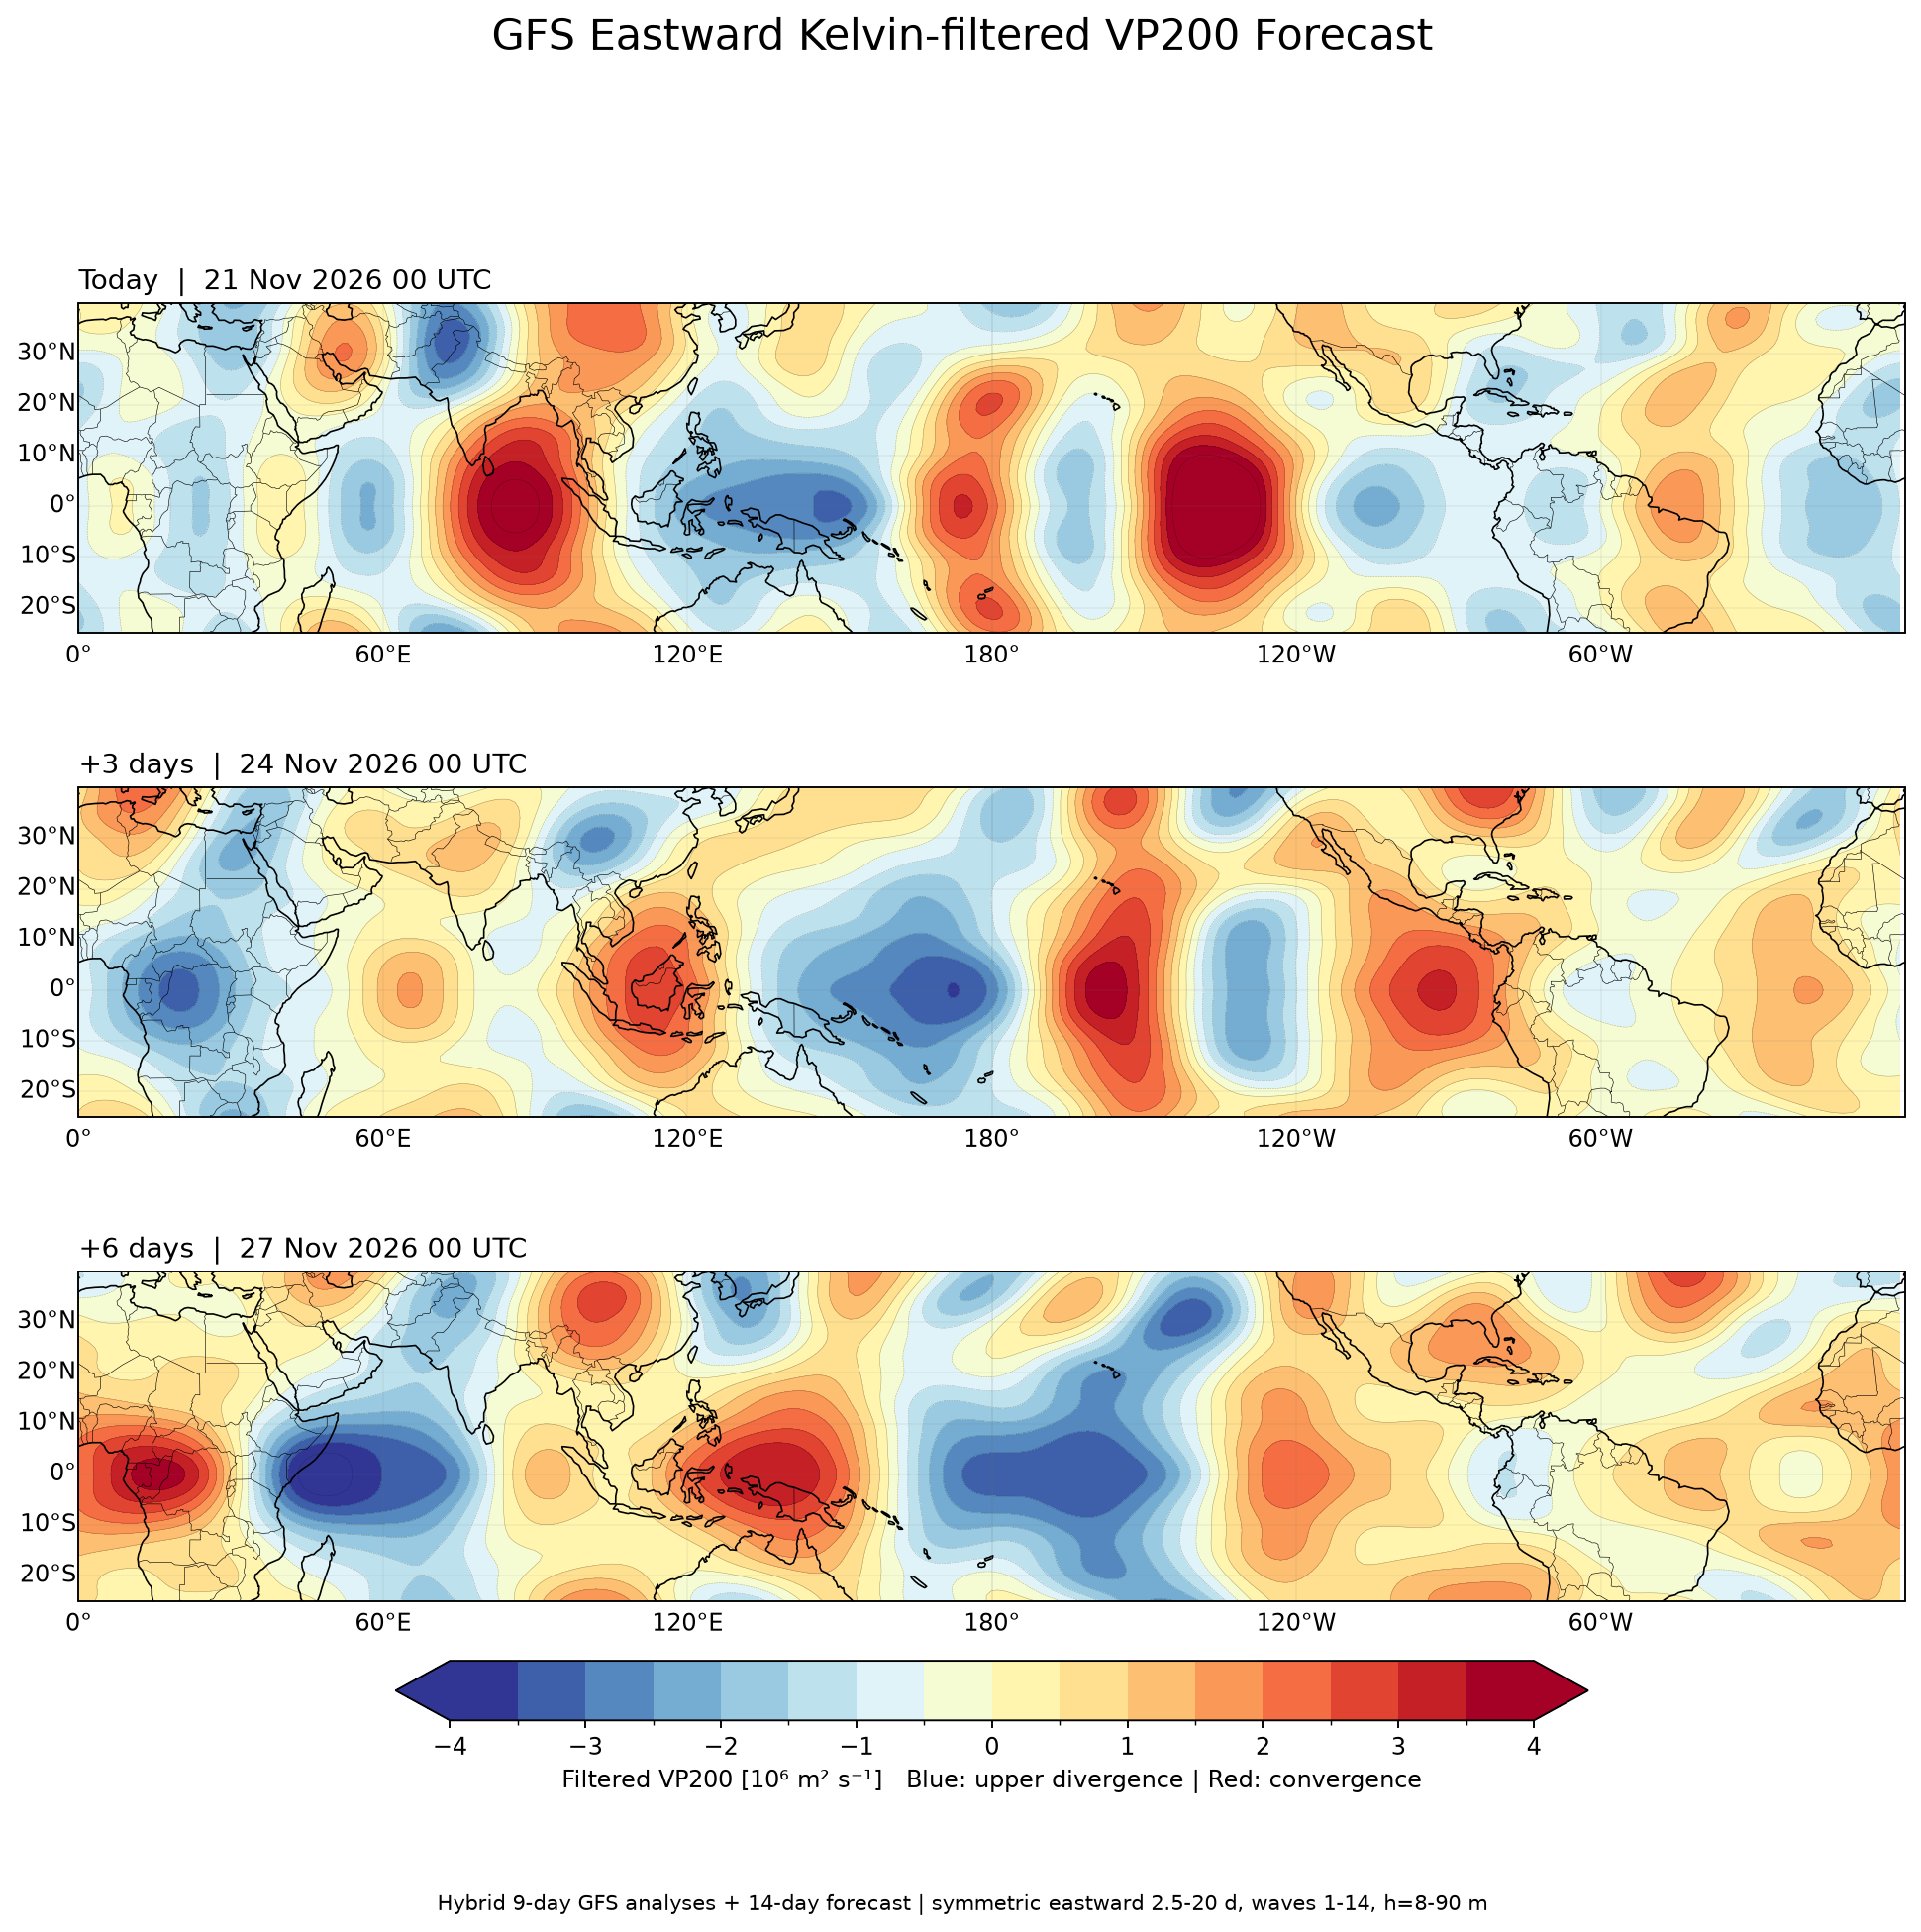 GFS Eastward Kelvin-filtered VP200 Forecast
Today | 21 Nov 2026 00 UTC
30°N
20°N
10°N
0°
10°S
20°S
0° 60°E 120°E 180° 120°W 60°W
+3 days | 24 Nov 2026 00 UTC
30°N
20°N
10°N
0°
10°S
20°S
0° 60°E 120°E 180° 120°W 60°W
+6 days | 27 Nov 2026 00 UTC
30°N
20°N
10°N
0°
10°S
20°S
0° 60°E 120°E 180° 120°W 60°W
−4 −3 −2 −1 0 1 2 3 4
Filtered VP200 [10⁶ m² s⁻¹] Blue: upper divergence | Red: convergence
Hybrid 9-day GFS analyses + 14-day forecast | symmetric eastward 2.5-20 d, waves 1-14, h=8-90 m